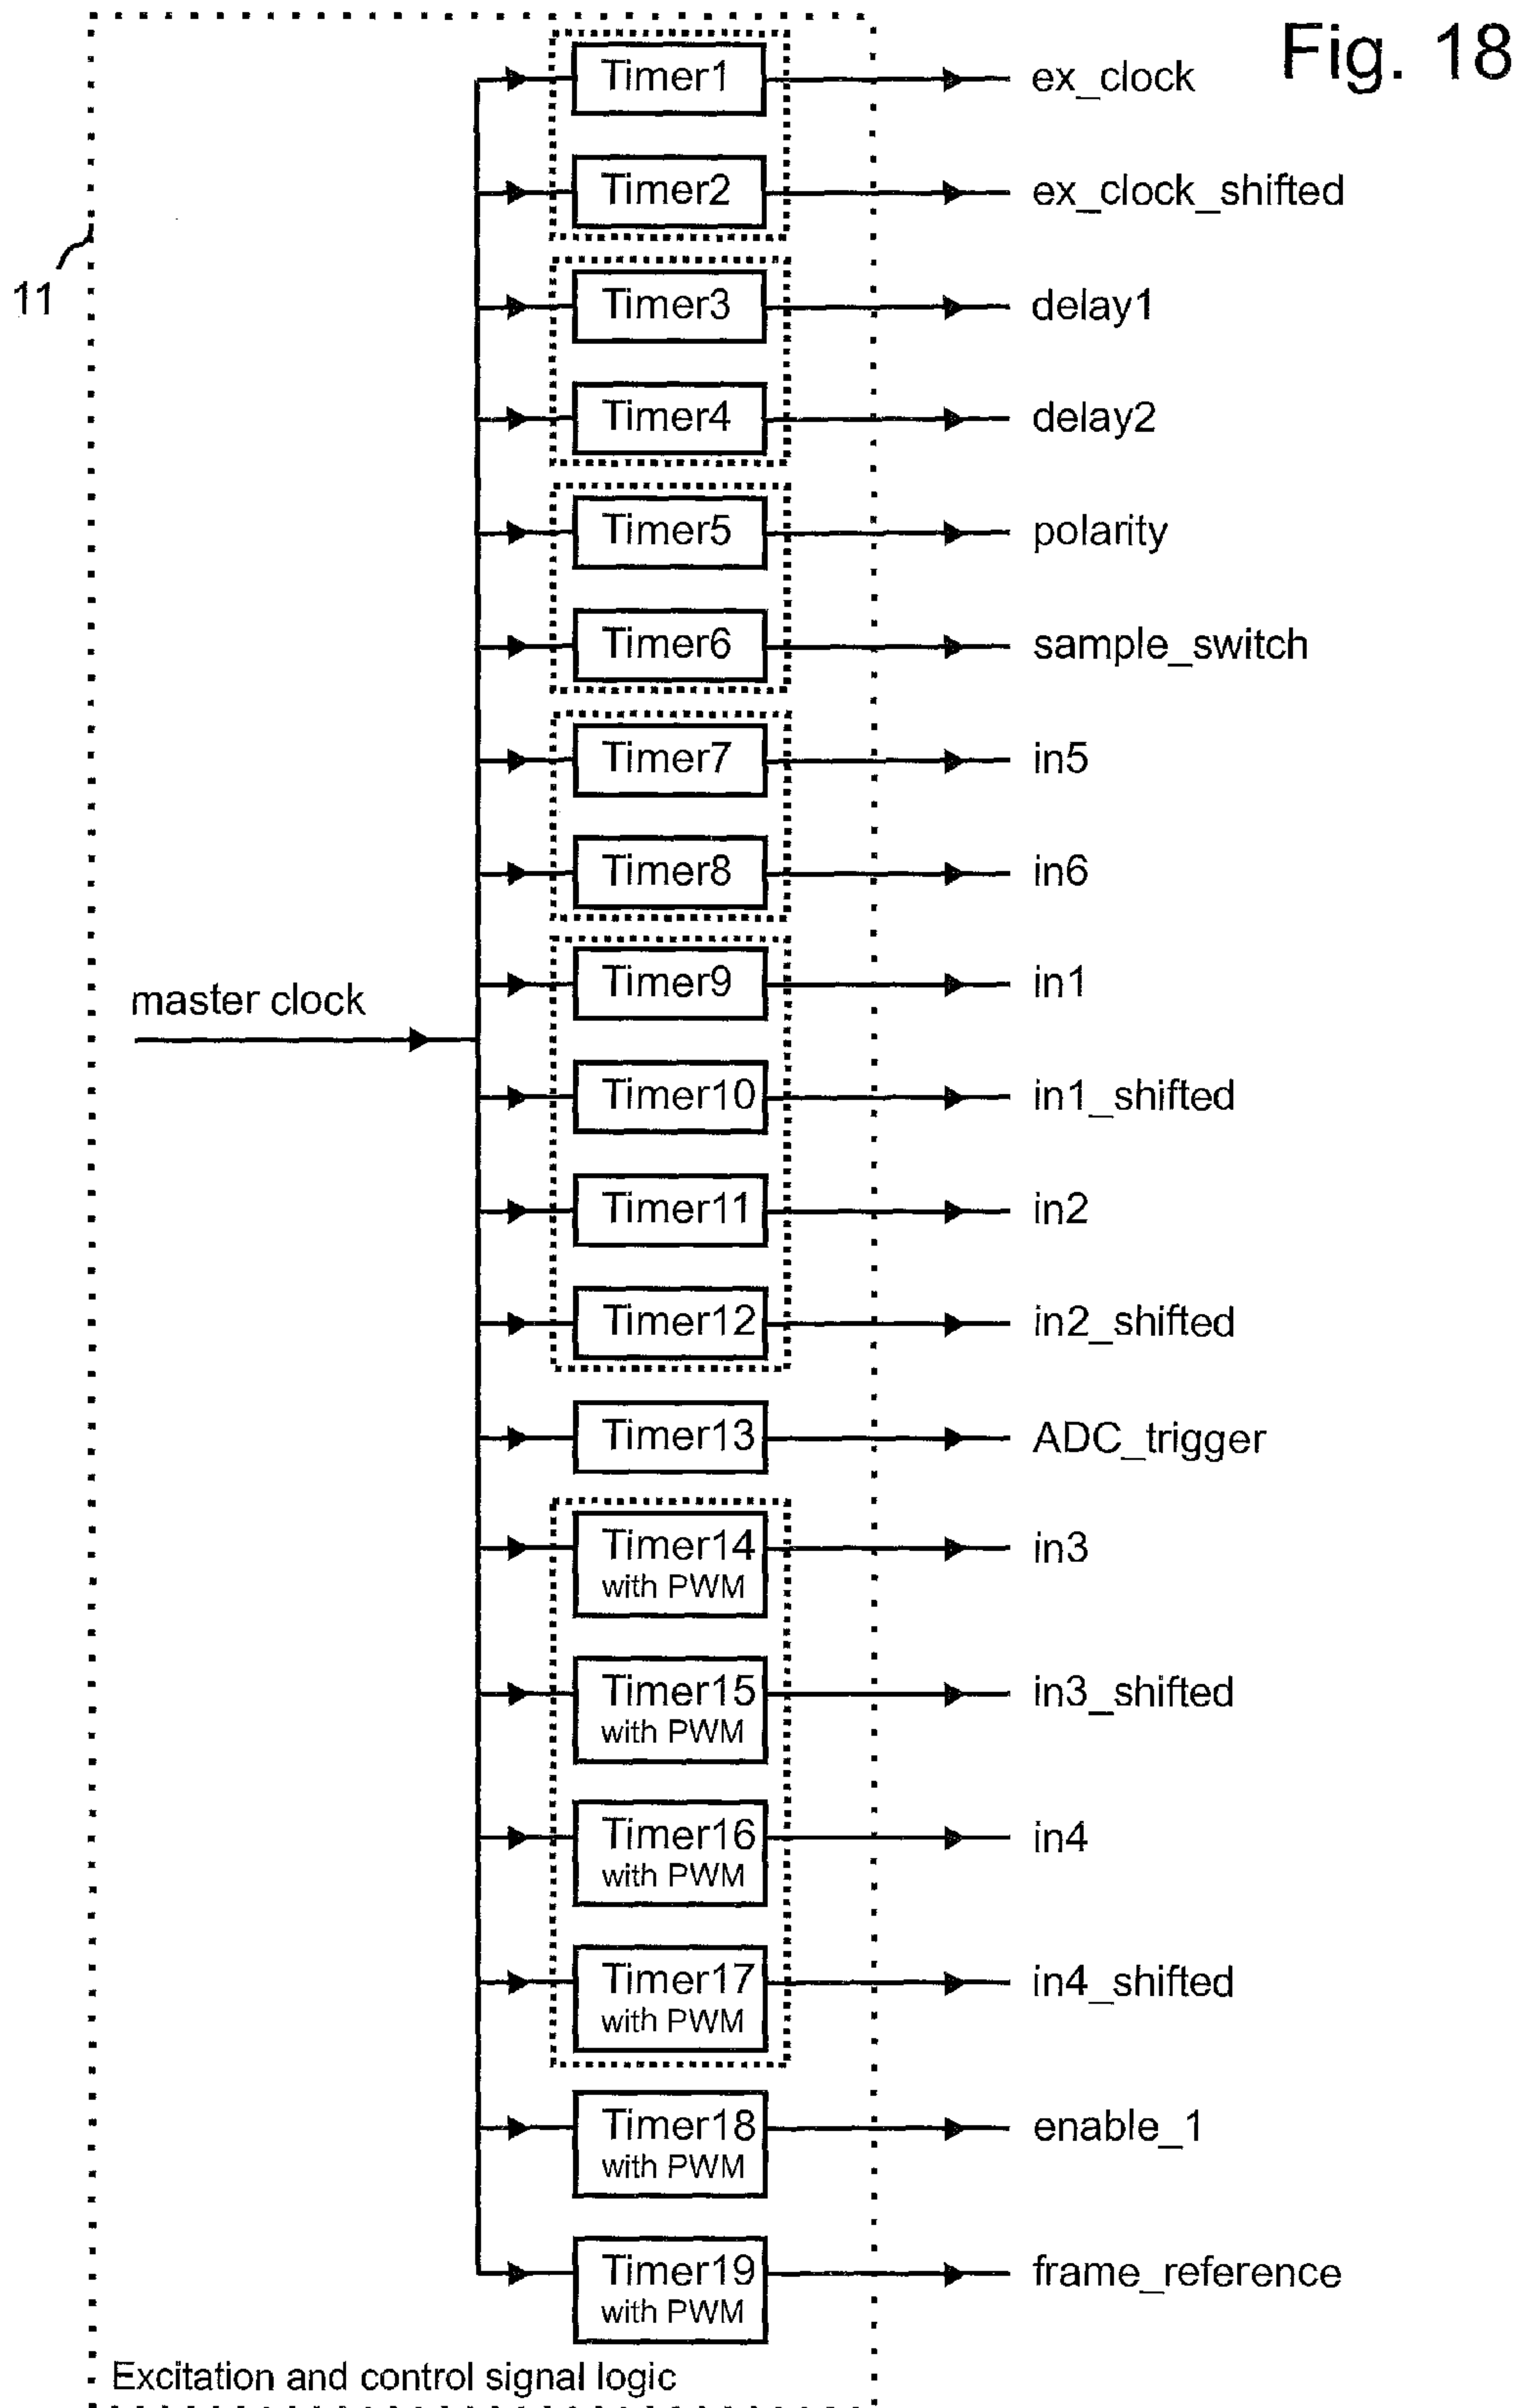 Fig. 18
Timer1 ex_clock
Timer2 ex_clock_shifted
11
Timer3 delay1
Timer4 delay2
Timer5 polarity
Timer6 sample_switch
Timer7 in5
Timer8 in6
Timer9 in1
master clock
Timer10 in1_shifted
Timer11 in2
Timer12 in2_shifted
Timer13 ADC_trigger
Timer14 in3
with PWM
Timer15 in3_shifted
with PWM
Timer16 in4
with PWM
Timer17 in4_shifted
with PWM
Timer18 enable_1
with PWM
Timer19 frame_reference
with PWM
Excitation and control signal logic